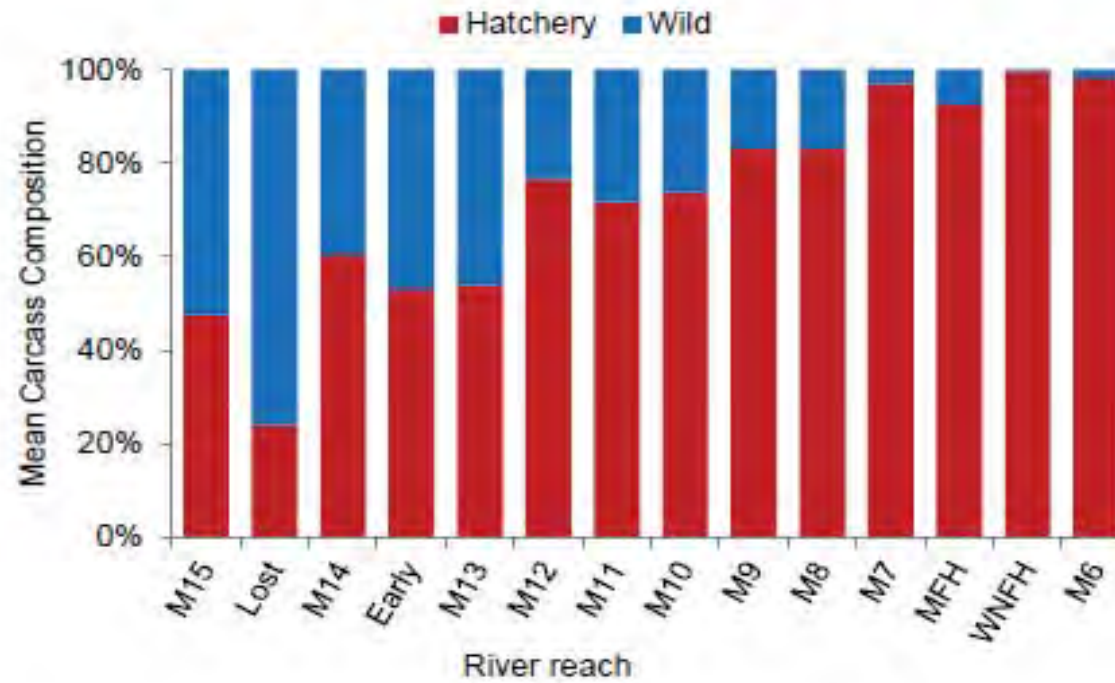 Hatchery Wild
Mean Carcass Composition
100%
80%
60%
40%
20%
0%
M15 Lost M14 Early M13 M12 M11 M10 M9 M8 M7 MFH WNFH M6
River reach